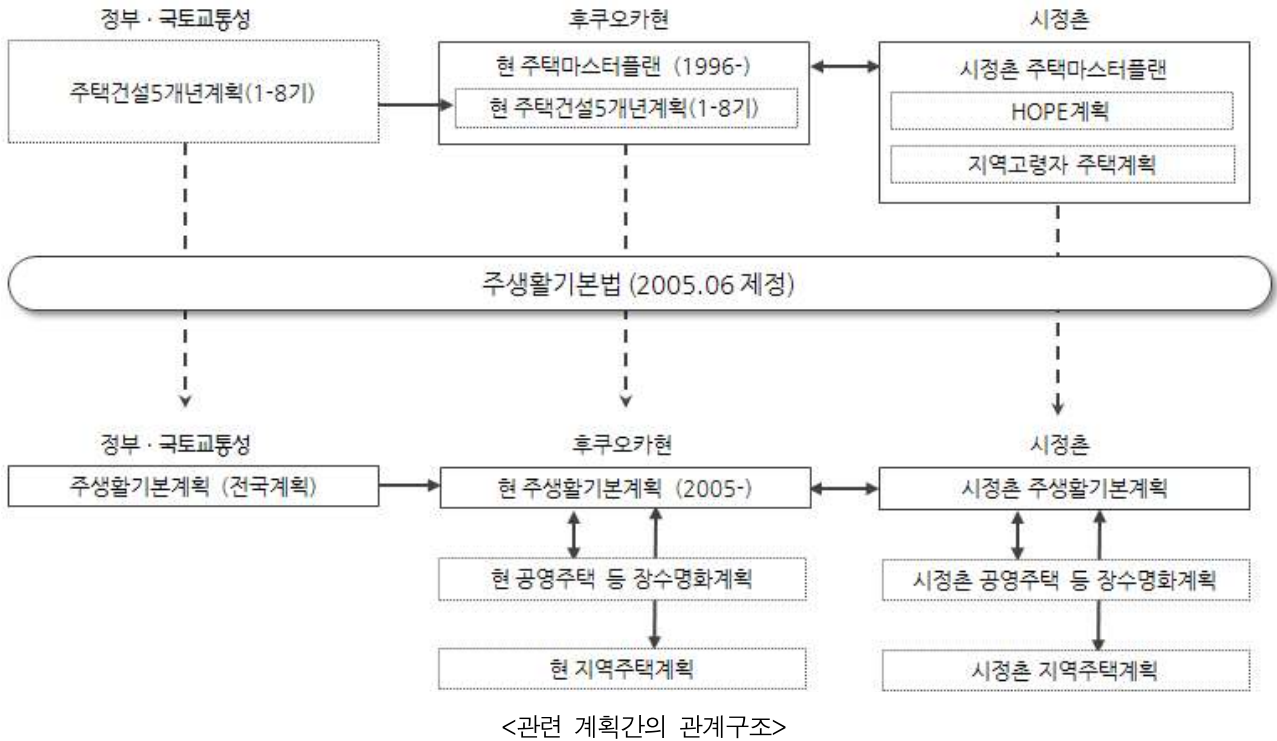 정부 · 국토교통성
후쿠오카현
시정촌
주택건설5개년계획(1-8기)
현 주택마스터플랜 (1996-)
현 주택건설5개년계획(1-8기)
시정촌 주택마스터플랜
HOPE계획
지역고령자 주택계획
주생활기본법 (2005.06 제정)
정부 · 국토교통성
후쿠오카현
시정촌
주생활기본계획 (전국계획)
현 주생활기본계획 (2005-)
시정촌 주생활기본계획
현 공영주택 등 장수명화계획
시정촌 공영주택 등 장수명화계획
현 지역주택계획
시정촌 지역주택계획
<관련 계획간의 관계구조>